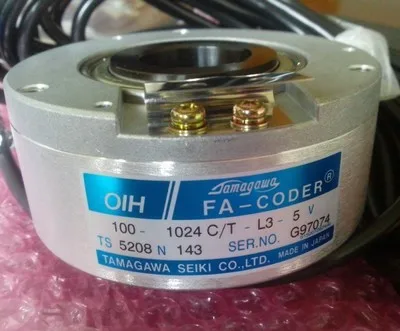 OIH Tamagawa
FA-CODER®
100- 1024 C/T - L3 - 5 V
TS 5208 N 143 SER.NO. G97074
TAMAGAWA SEIKI CO.,LTD. MADE IN JAPAN